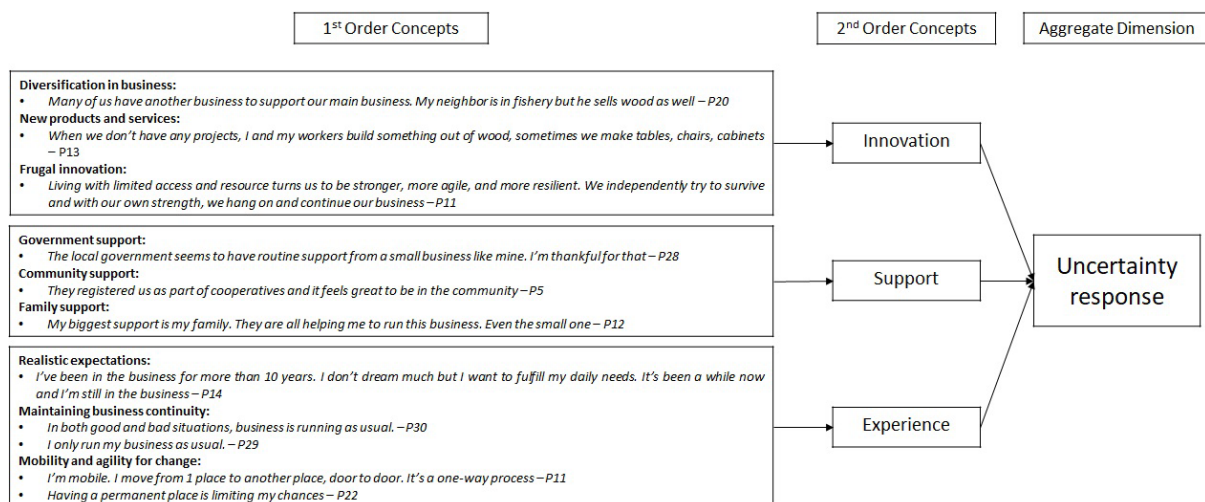 1st Order Concepts
2nd Order Concepts
Aggregate Dimension
Diversification in business:
• Many of us have another business to support our main business. My neighbor is in fishery but he sells wood as well – P20
New products and services:
• When we don't have any projects, I and my workers build something out of wood, sometimes we make tables, chairs, cabinets
– P13
Frugal innovation:
• Living with limited access and resource turns us to be stronger, more agile, and more resilient. We independently try to survive
and with our own strength, we hang on and continue our business – P11
Innovation
Government support:
• The local government seems to have routine support from a small business like mine. I'm thankful for that – P28
Community support:
• They registered us as part of cooperatives and it feels great to be in the community – P5
Family support:
• My biggest support is my family. They are all helping me to run this business. Even the small one – P12
Support
Uncertainty
response
Realistic expectations:
• I've been in the business for more than 10 years. I don't dream much but I want to fulfill my daily needs. It's been a while now
and I'm still in the business – P14
Maintaining business continuity:
• In both good and bad situations, business is running as usual. – P30
• I only run my business as usual. – P29
Mobility and agility for change:
• I'm mobile. I move from 1 place to another place, door to door. It's a one-way process – P11
• Having a permanent place is limiting my chances – P22
Experience